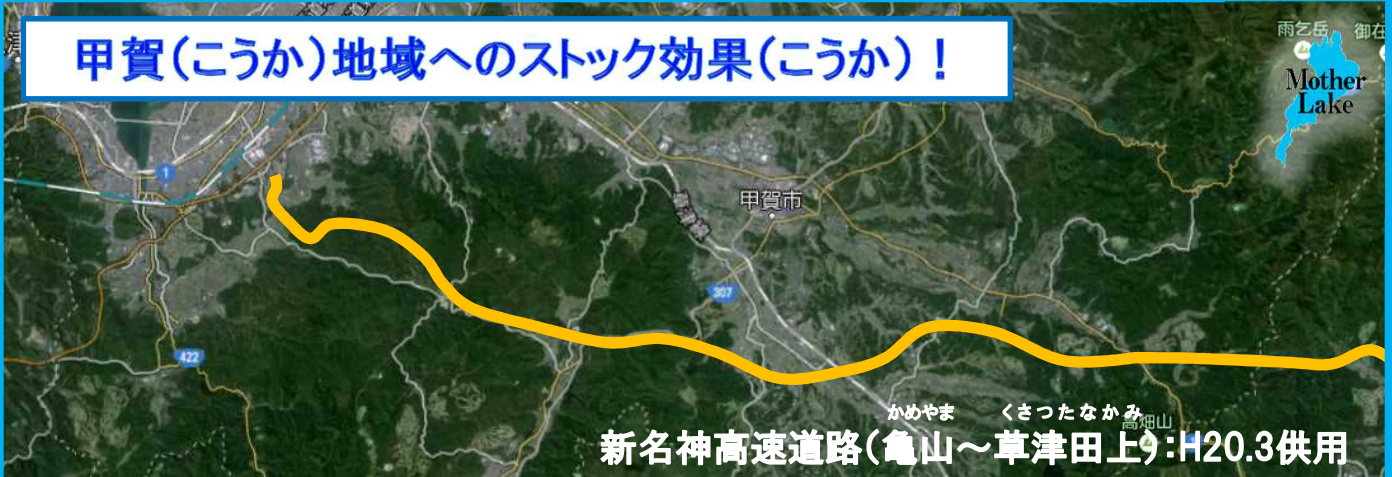 甲賀(こうか)地域へのストック効果(こうか)!
雨乞岳
御在
Mother
Lake
1
甲賀市
307
422
高畑山
かめやま くさつたなかみ
新名神高速道路(亀山~草津田上):H20.3供用